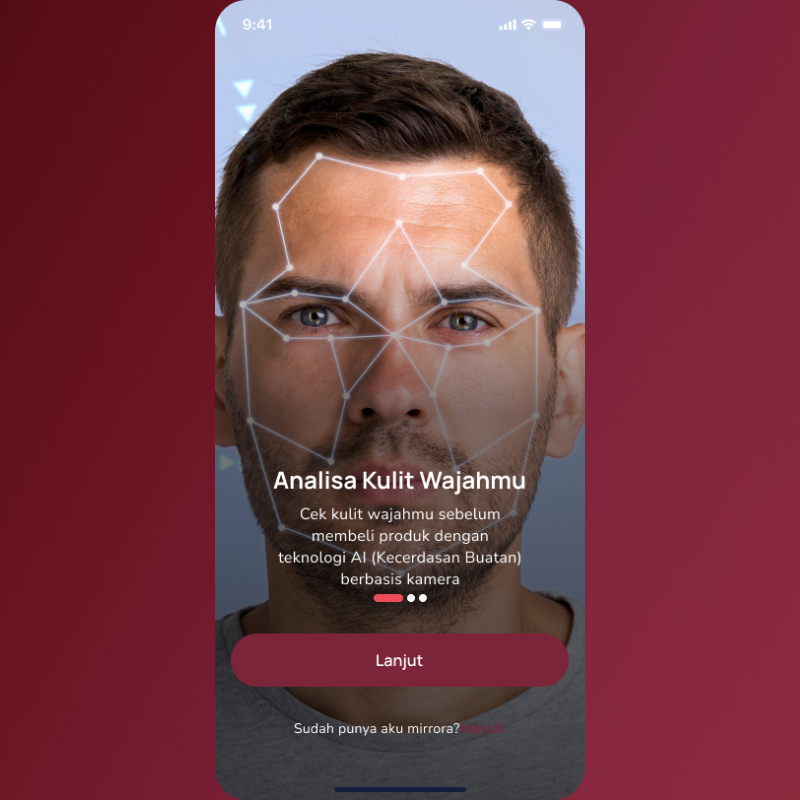 9:41
Analisa Kulit Wajahmu
Cek kulit wajahmu sebelum
membeli produk dengan
teknologi AI (Kecerdasan Buatan)
berbasis kamera
Lanjut
Sudah punya aku mirrora?Masuk